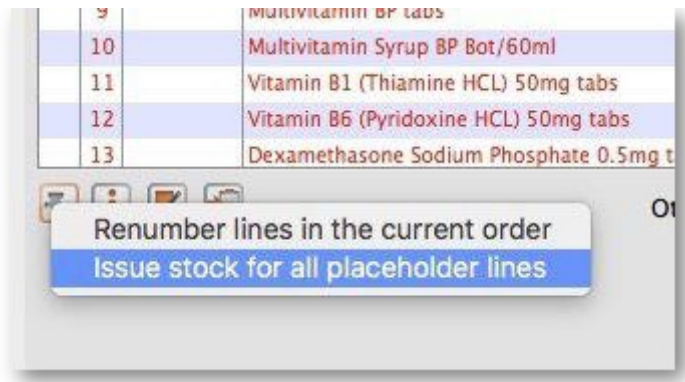 9 Multivitamin BP tabs
10 Multivitamin Syrup BP Bot/60ml
11 Vitamin B1 (Thiamine HCL) 50mg tabs
12 Vitamin B6 (Pyridoxine HCL) 50mg tabs
13 Dexamethasone Sodium Phosphate 0.5mg t
Renumber lines in the current order
Issue stock for all placeholder lines